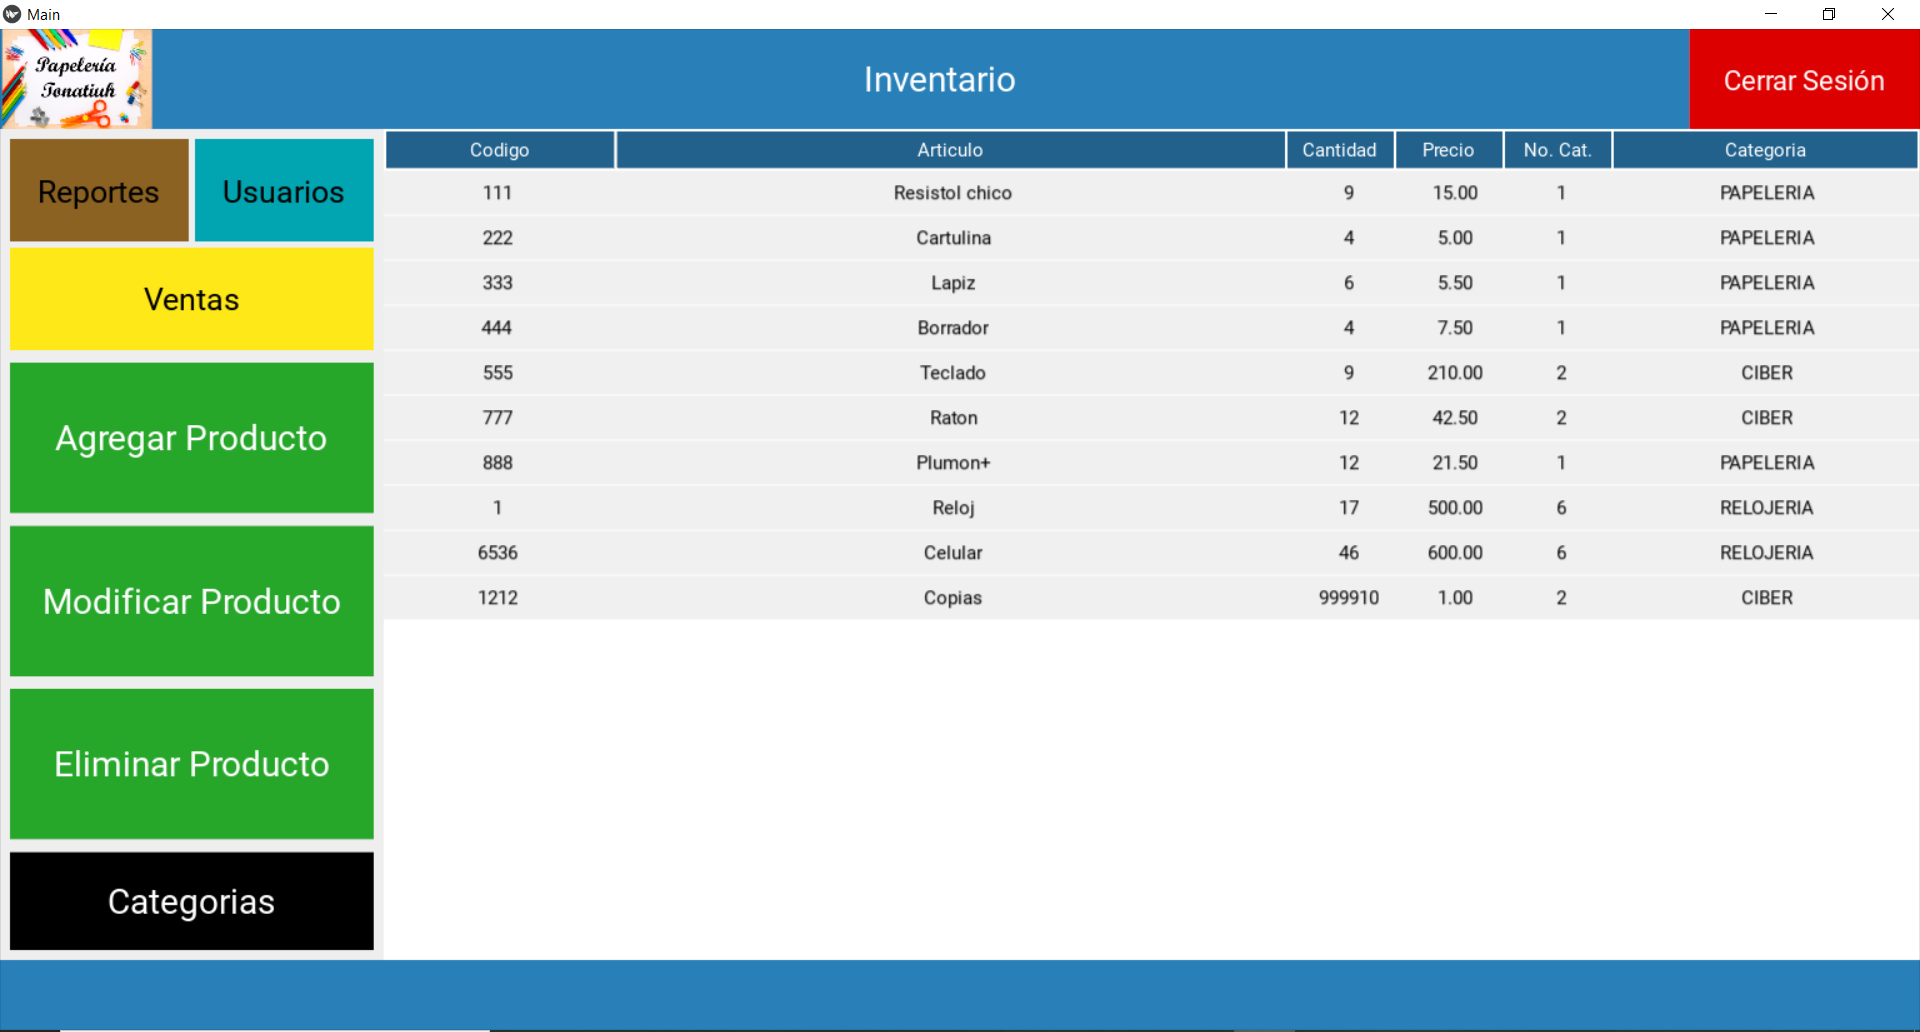 Main
Papelería
Tonatiuh
Inventario
Cerrar Sesión
Reportes
Usuarios
Ventas
Agregar Producto
Modificar Producto
Eliminar Producto
Categorias
Codigo Articulo Cantidad Precio No. Cat. Categoria
111 Resistol chico 9 15.00 1 PAPELERIA
222 Cartulina 4 5.00 1 PAPELERIA
333 Lapiz 6 5.50 1 PAPELERIA
444 Borrador 4 7.50 1 PAPELERIA
555 Teclado 9 210.00 2 CIBER
777 Raton 12 42.50 2 CIBER
888 Plumon+ 12 21.50 1 PAPELERIA
1 Reloj 17 500.00 6 RELOJERIA
6536 Celular 46 600.00 6 RELOJERIA
1212 Copias 999910 1.00 2 CIBER